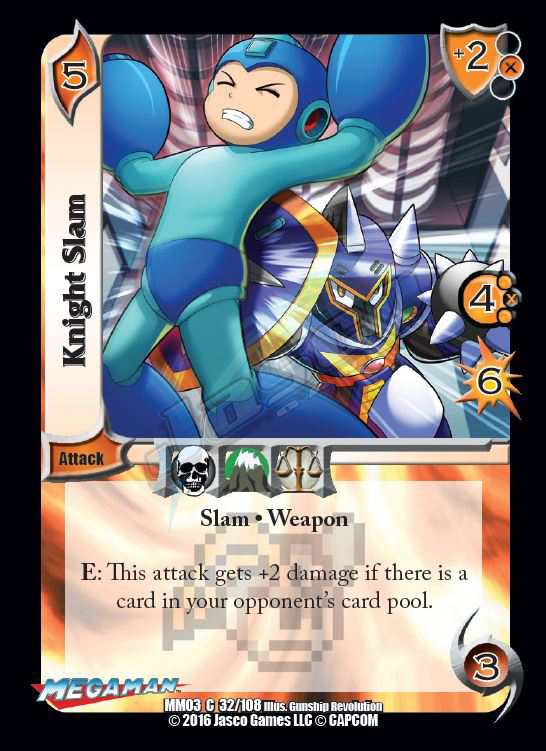 5
+2
Knight Slam
4
6
Attack
Slam • Weapon
E: This attack gets +2 damage if there is a
card in your opponent's card pool.
3
MEGAMAN™
MM03 C 32/108 Illus. Gunship Revolution
© 2016 Jasco Games LLC © CAPCOM